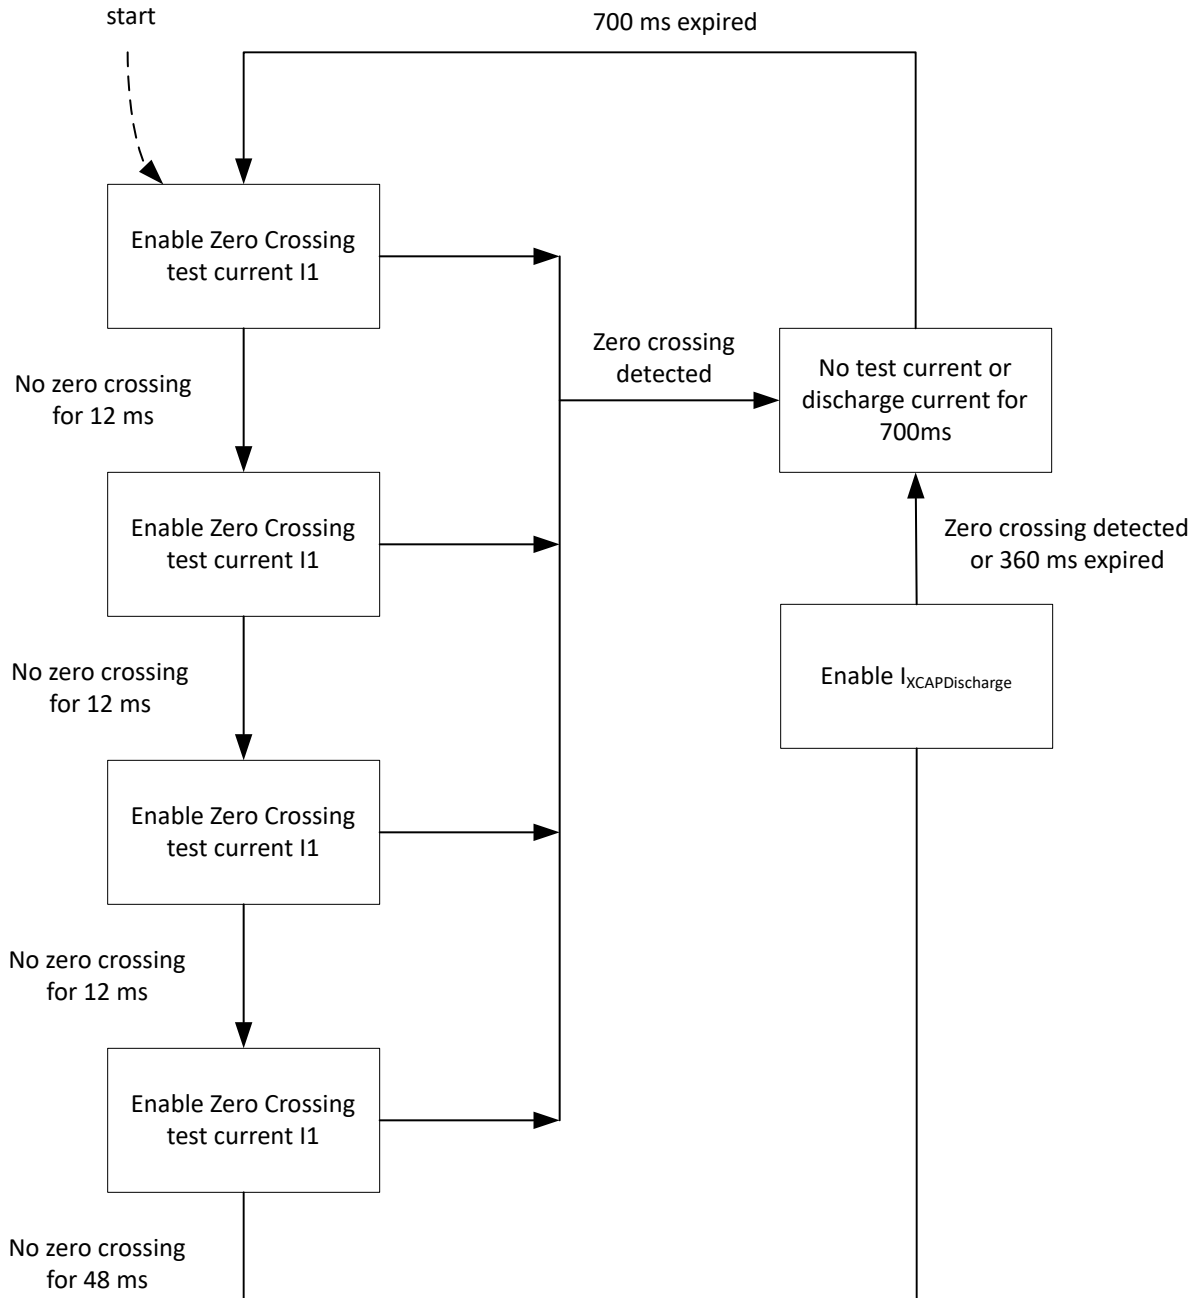 start
700 ms expired
Enable Zero Crossing
test current I1
No zero crossing
for 12 ms
Zero crossing
detected
No test current or
discharge current for
700ms
Enable Zero Crossing
test current I1
Zero crossing detected
or 360 ms expired
No zero crossing
for 12 ms
Enable IXCAPDischarge
Enable Zero Crossing
test current I1
No zero crossing
for 12 ms
Enable Zero Crossing
test current I1
No zero crossing
for 48 ms